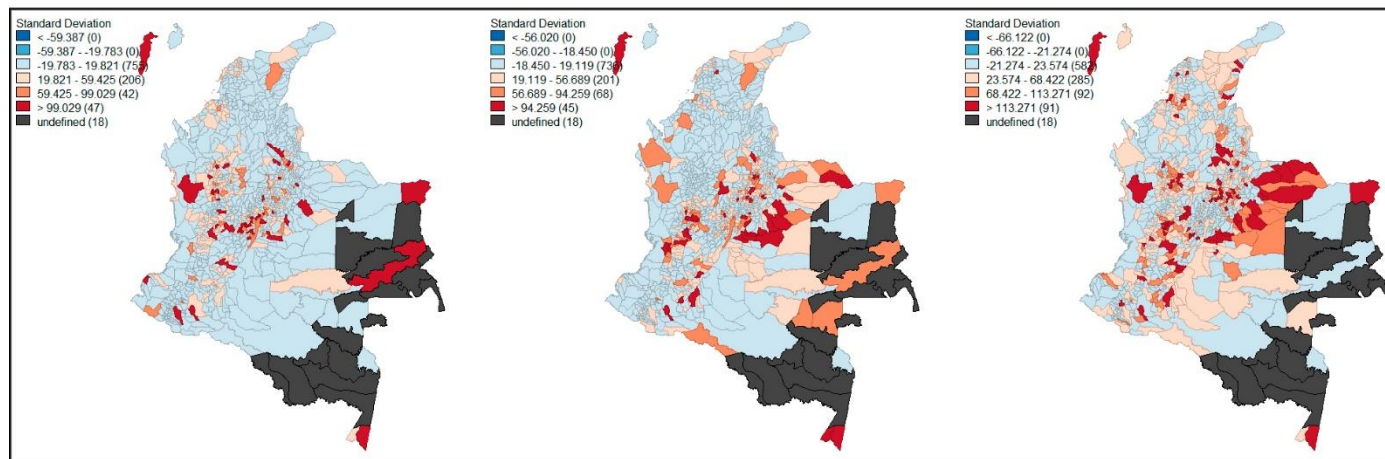 Standard Deviation
< -59.387 (0)
-59.387 - -19.783 (0)
-19.783 - 19.821 (755)
19.821 - 59.425 (206)
59.425 - 99.029 (42)
> 99.029 (47)
undefined (18)
Standard Deviation
< -56.020 (0)
-56.020 - -18.450 (0)
-18.450 - 19.119 (736)
19.119 - 56.689 (201)
56.689 - 94.259 (68)
> 94.259 (45)
undefined (18)
Standard Deviation
< -66.122 (0)
-66.122 - -21.274 (0)
-21.274 - 23.574 (582)
23.574 - 68.422 (285)
68.422 - 113.271 (92)
> 113.271 (91)
undefined (18)